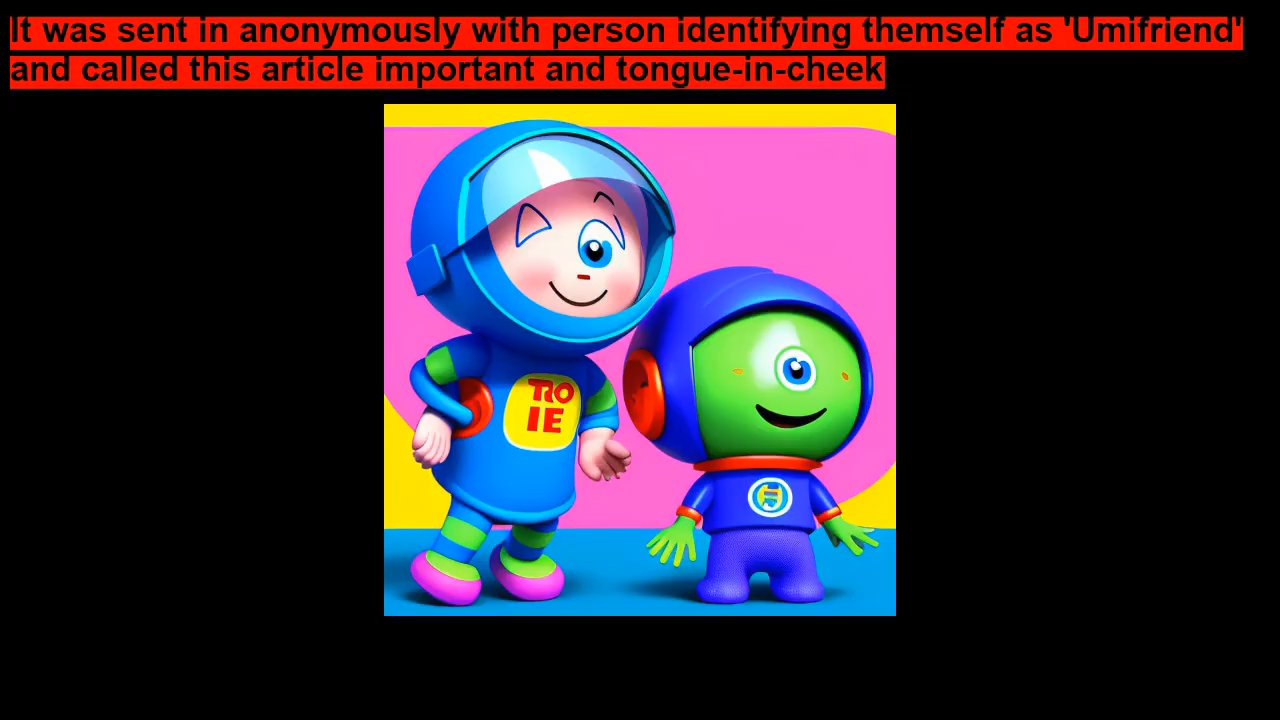 It was sent in anonymously with person identifying themself as 'Umifriend'
and called this article important and tongue-in-cheek
TRO
IE